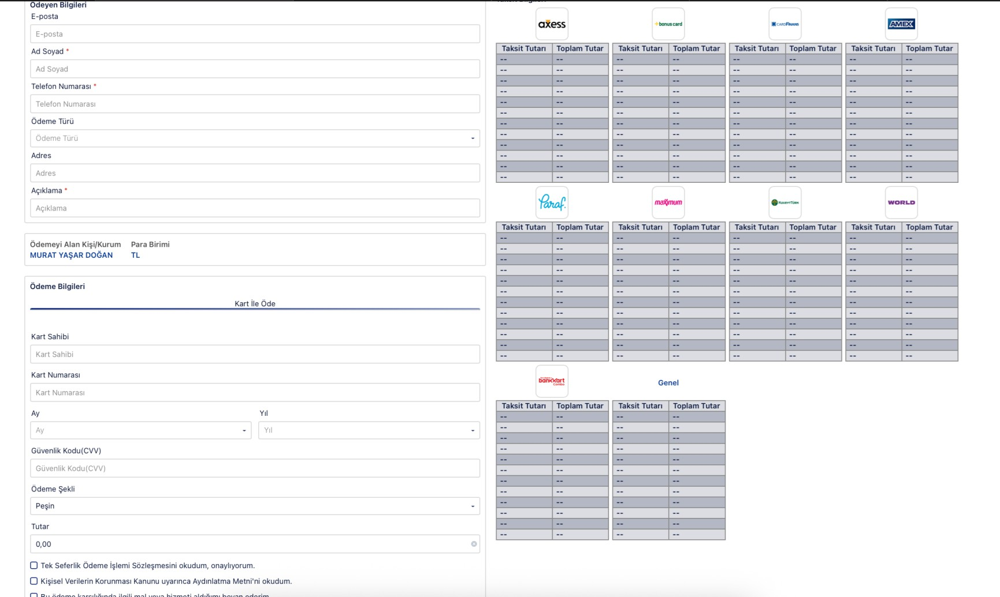 Ödeyen Bilgileri
E-posta
E-posta
Ad Soyad *
Ad Soyad
Telefon Numarası *
Telefon Numarası
Ödeme Türü
Ödeme Türü
Adres
Adres
Açıklama *
Açıklama
Ödemeyi Alan Kişi/Kurum Para Birimi
MURAT YAŞAR DOĞAN TL
Ödeme Bilgileri
Kart İle Öde
Kart Sahibi
Kart Sahibi
Kart Numarası
Kart Numarası
Ay Yıl
Ay Yıl
Güvenlik Kodu(CVV)
Güvenlik Kodu(CVV)
Ödeme Şekli
Peşin
Tutar
0,00
Tek Seferlik Ödeme İşlemi Sözleşmesini okudum, onaylıyorum.
Kişisel Verilerin Korunması Kanunu uyarınca Aydınlatma Metni'ni okudum.
Bu ödeme karşılığında ilgili mal veya hizmeti aldığımı beyan ederim.
axess bonus card CARDFINANS AMEX
Taksit Tutarı Toplam Tutar Taksit Tutarı Toplam Tutar Taksit Tutarı Toplam Tutar Taksit Tutarı Toplam Tutar
-- -- -- -- -- -- -- --
-- -- -- -- -- -- -- --
-- -- -- -- -- -- -- --
-- -- -- -- -- -- -- --
-- -- -- -- -- -- -- --
-- -- -- -- -- -- -- --
-- -- -- -- -- -- -- --
-- -- -- -- -- -- -- --
-- -- -- -- -- -- -- --
-- -- -- -- -- -- -- --
-- -- -- -- -- -- -- --
-- -- -- -- -- -- -- --
Paraf maximum KUVEYT TÜRK WORLD
Taksit Tutarı Toplam Tutar Taksit Tutarı Toplam Tutar Taksit Tutarı Toplam Tutar Taksit Tutarı Toplam Tutar
-- -- -- -- -- -- -- --
-- -- -- -- -- -- -- --
-- -- -- -- -- -- -- --
-- -- -- -- -- -- -- --
-- -- -- -- -- -- -- --
-- -- -- -- -- -- -- --
-- -- -- -- -- -- -- --
-- -- -- -- -- -- -- --
-- -- -- -- -- -- -- --
-- -- -- -- -- -- -- --
-- -- -- -- -- -- -- --
-- -- -- -- -- -- -- --
bankkart Combo Genel
Taksit Tutarı Toplam Tutar Taksit Tutarı Toplam Tutar
-- -- -- --
-- -- -- --
-- -- -- --
-- -- -- --
-- -- -- --
-- -- -- --
-- -- -- --
-- -- -- --
-- -- -- --
-- -- -- --
-- -- -- --
-- -- -- --